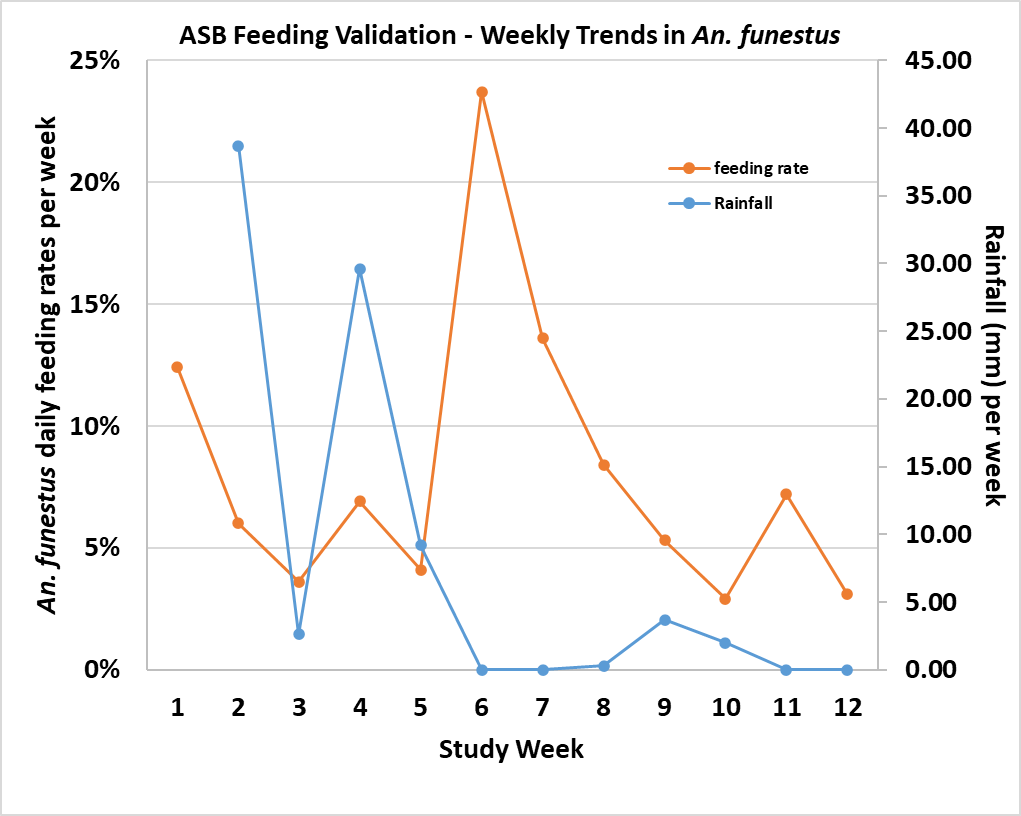 ASB Feeding Validation - Weekly Trends in An. funestus
25%
20%
15%
10%
5%
0%
An. funestus daily feeding rates per week
45.00
40.00
35.00
30.00
25.00
20.00
15.00
10.00
5.00
0.00
Rainfall (mm) per week
feeding rate
Rainfall
1 2 3 4 5 6 7 8 9 10 11 12
Study Week